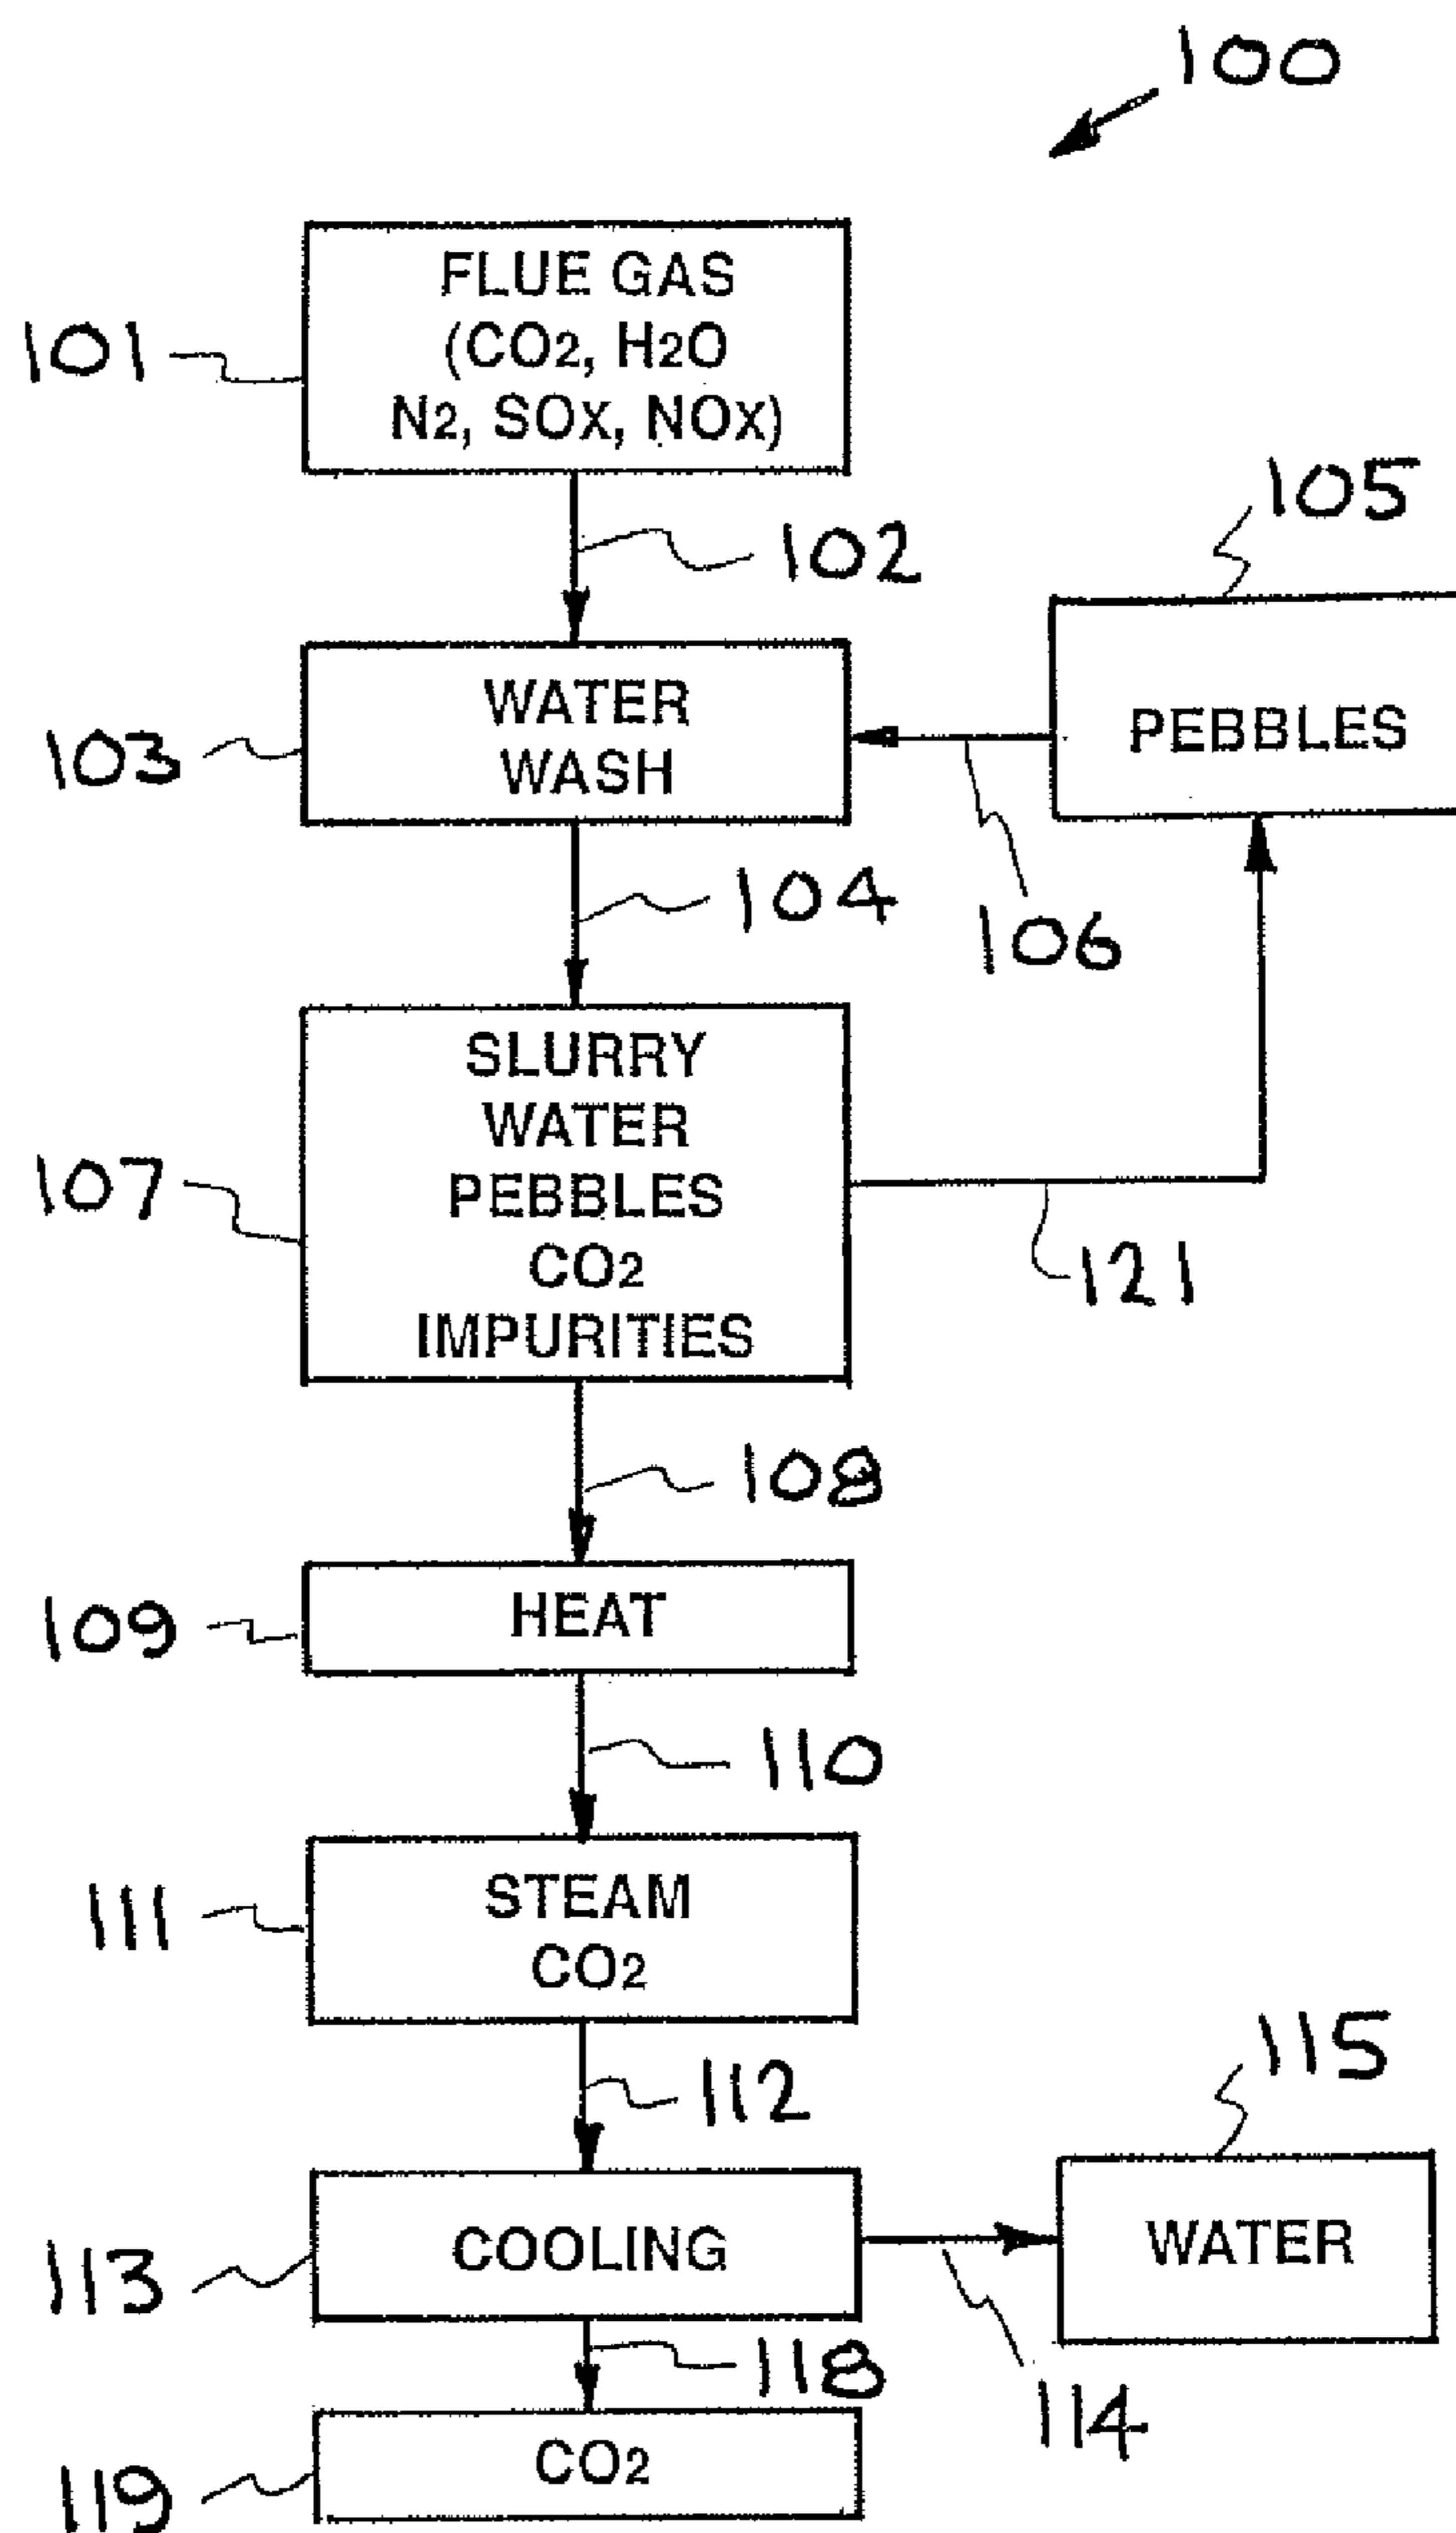 100
FLUE GAS
(CO2, H2O
N2, SOX, NOX)
101
102
105
WATER
WASH
103
PEBBLES
104
106
SLURRY
WATER
PEBBLES
CO2
IMPURITIES
107
121
108
HEAT
109
110
STEAM
CO2
111
112
115
COOLING
113
WATER
118
114
CO2
119